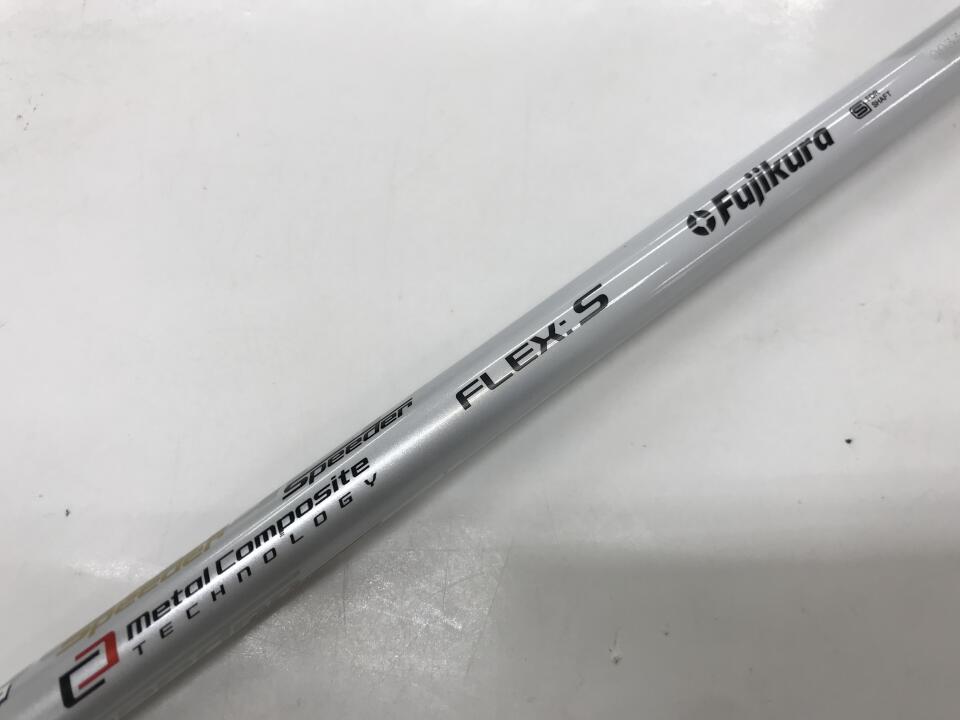 Speeder
Metal Composite
TECHNOLOGY
Speeder
FLEX: S
Fujikura
S FOR SHAFT